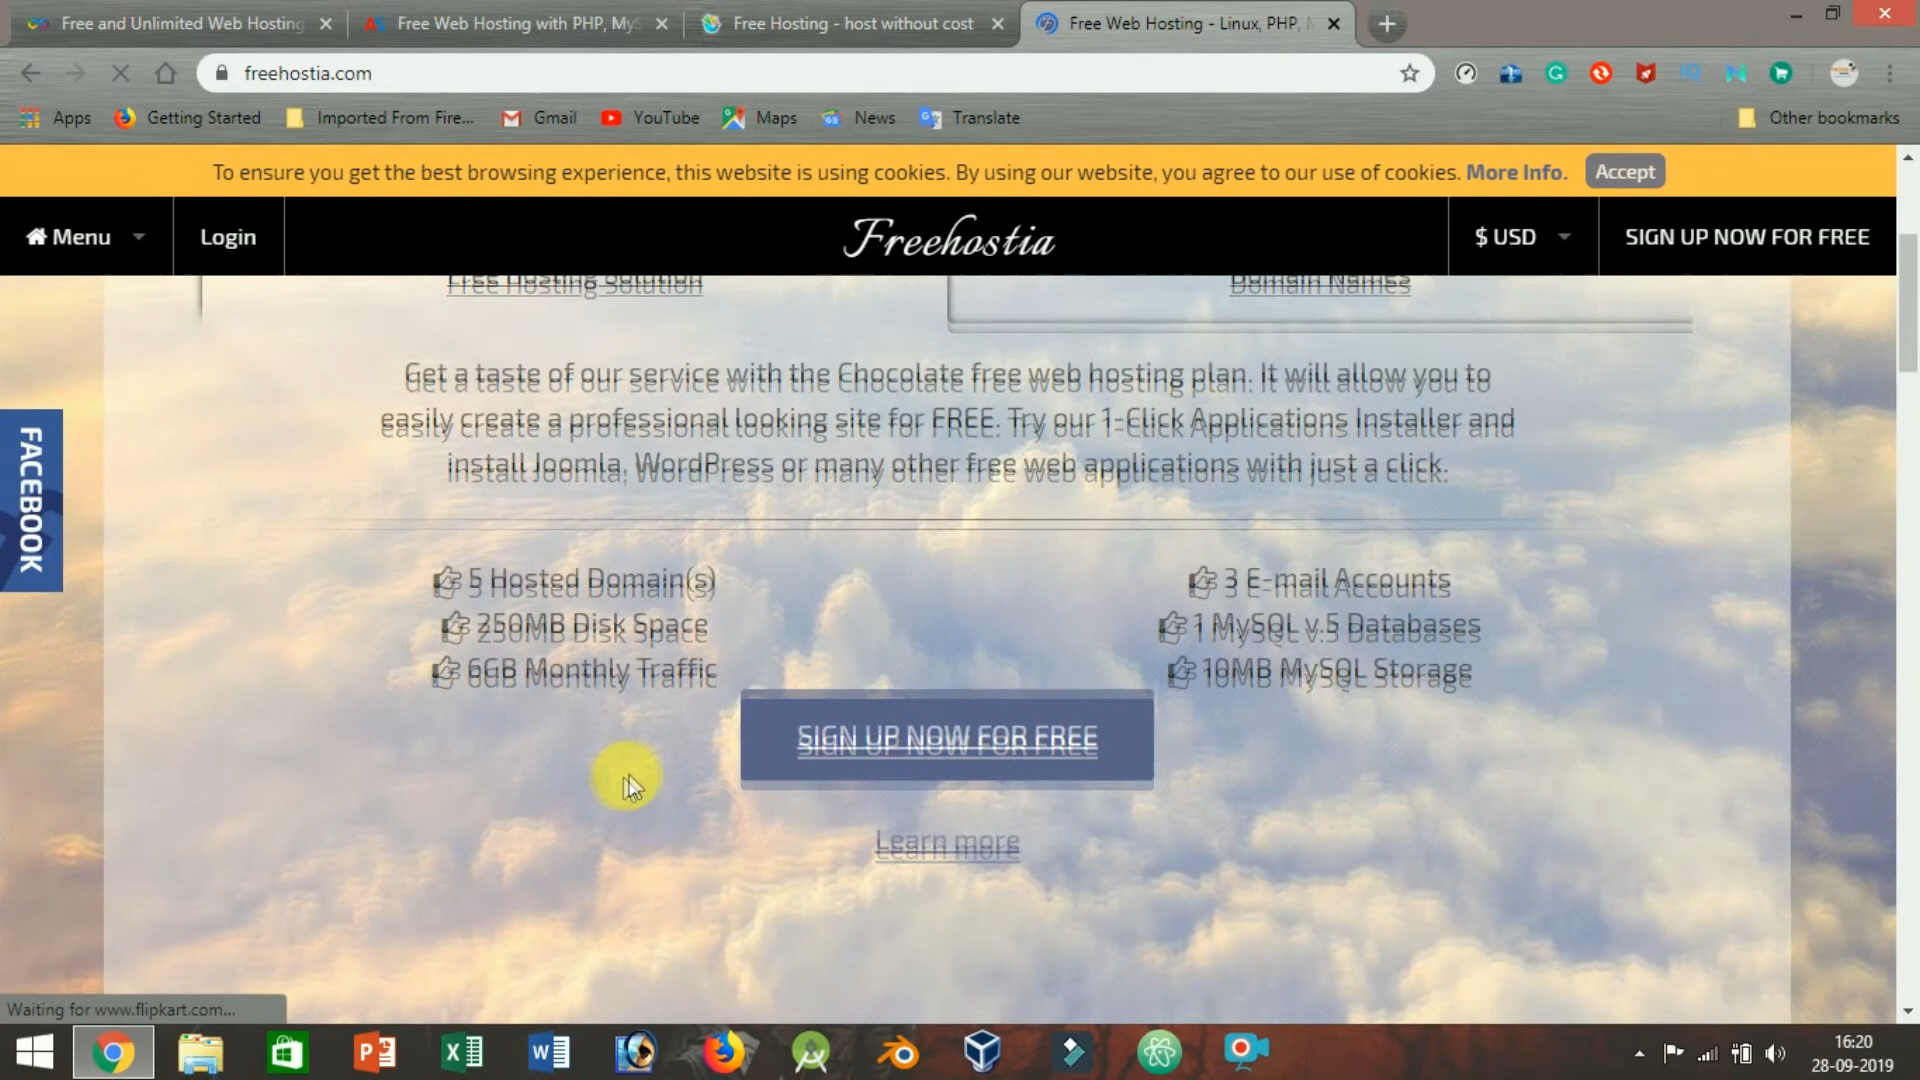 Free and Unlimited Web Hosting
Free Web Hosting with PHP, MyS
Free Hosting - host without cost
Free Web Hosting - Linux, PHP, M
freehostia.com
Apps
Getting Started
Imported From Fire...
Gmail
YouTube
Maps
News
Translate
Other bookmarks
To ensure you get the best browsing experience, this website is using cookies. By using our website, you agree to our use of cookies. More Info.
Accept
Menu
Login
Freehostia
$ USD
SIGN UP NOW FOR FREE
Free Hosting Solution
Domain Names
Get a taste of our service with the Chocolate free web hosting plan. It will allow you to
easily create a professional looking site for FREE. Try our 1-Click Applications Installer and
install Joomla, WordPress or many other free web applications with just a click.
FACEBOOK
5 Hosted Domain(s)
250MB Disk Space
6GB Monthly Traffic
3 E-mail Accounts
1 MySQL v.5 Databases
10MB MySQL Storage
SIGN UP NOW FOR FREE
Learn more
Waiting for www.flipkart.com...
16:20
28-09-2019